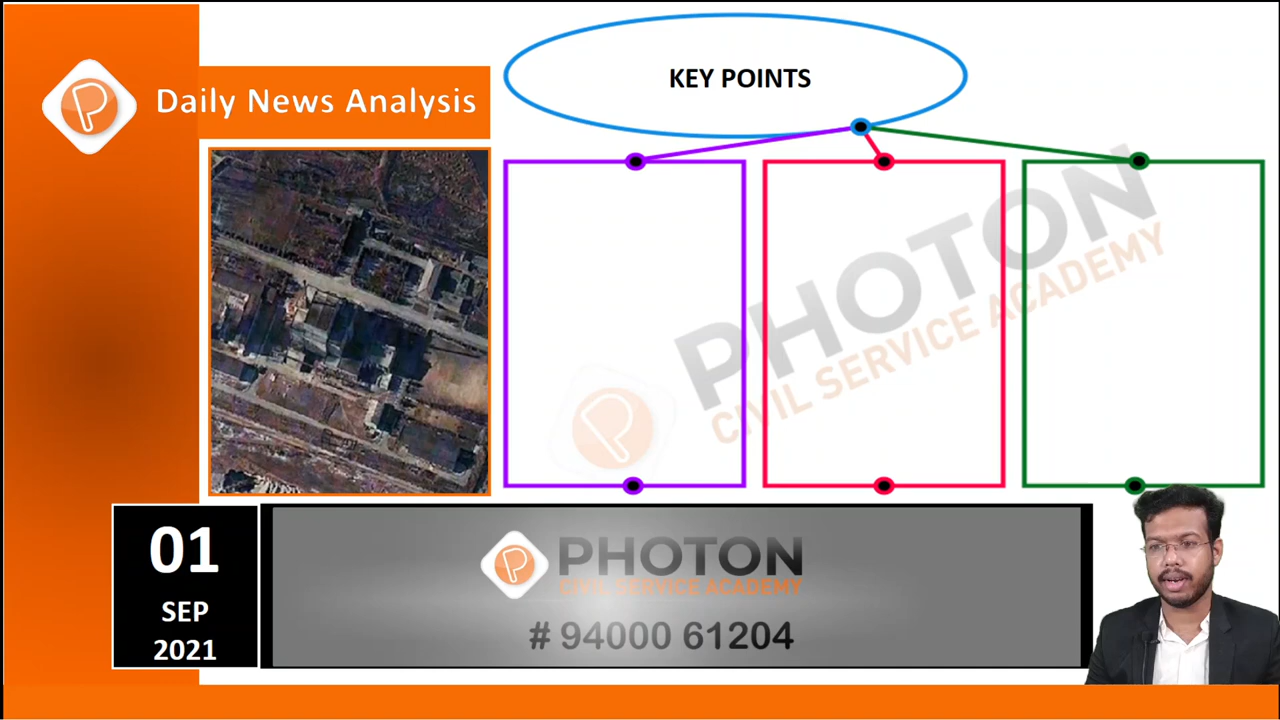 KEY POINTS
Daily News Analysis
PHOTON
CIVIL SERVICE ACADEMY
01
SEP
2021
PHOTON
CIVIL SERVICE ACADEMY
# 94000 61204